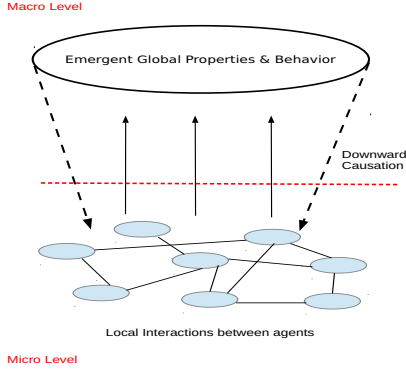 Macro Level
Emergent Global Properties & Behavior
Downward
Causation
Local Interactions between agents
Micro Level